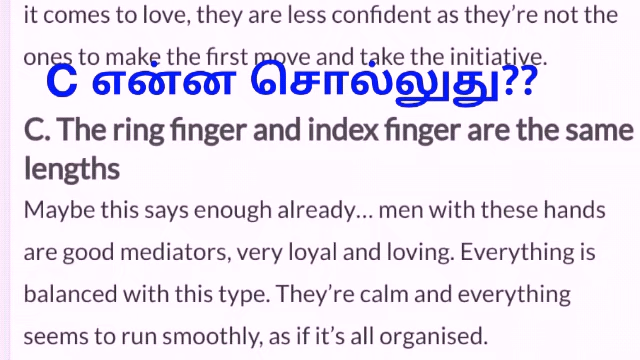 it comes to love, they are less confident as they’re not the
ones to make the first move and take the initiative.
C என்ன சொல்லுது??
C. The ring finger and index finger are the same
lengths
Maybe this says enough already... men with these hands
are good mediators, very loyal and loving. Everything is
balanced with this type. They’re calm and everything
seems to run smoothly, as if it’s all organised.